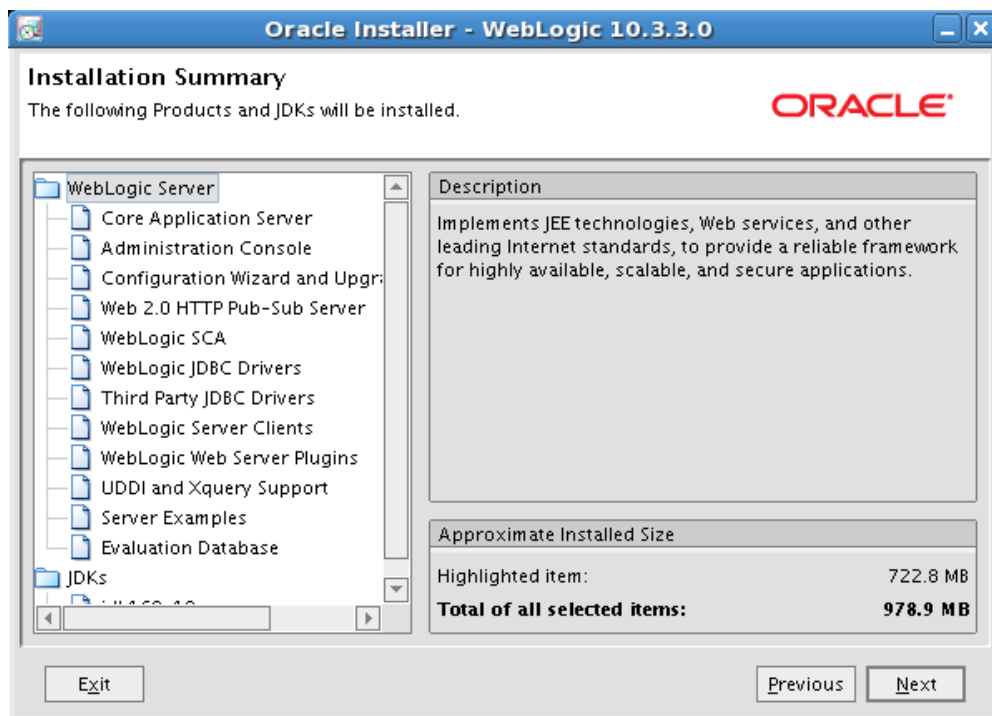 Oracle Installer - WebLogic 10.3.3.0
Installation Summary
The following Products and JDKs will be installed.
ORACLE
WebLogic Server
Core Application Server
Administration Console
Configuration Wizard and Upgr
Web 2.0 HTTP Pub-Sub Server
WebLogic SCA
WebLogic JDBC Drivers
Third Party JDBC Drivers
WebLogic Server Clients
WebLogic Web Server Plugins
UDDI and Xquery Support
Server Examples
Evaluation Database
JDKs
Description
Implements JEE technologies, Web services, and other
leading Internet standards, to provide a reliable framework
for highly available, scalable, and secure applications.
Approximate Installed Size
Highlighted item: 722.8 MB
Total of all selected items: 978.9 MB
Exit
Previous
Next